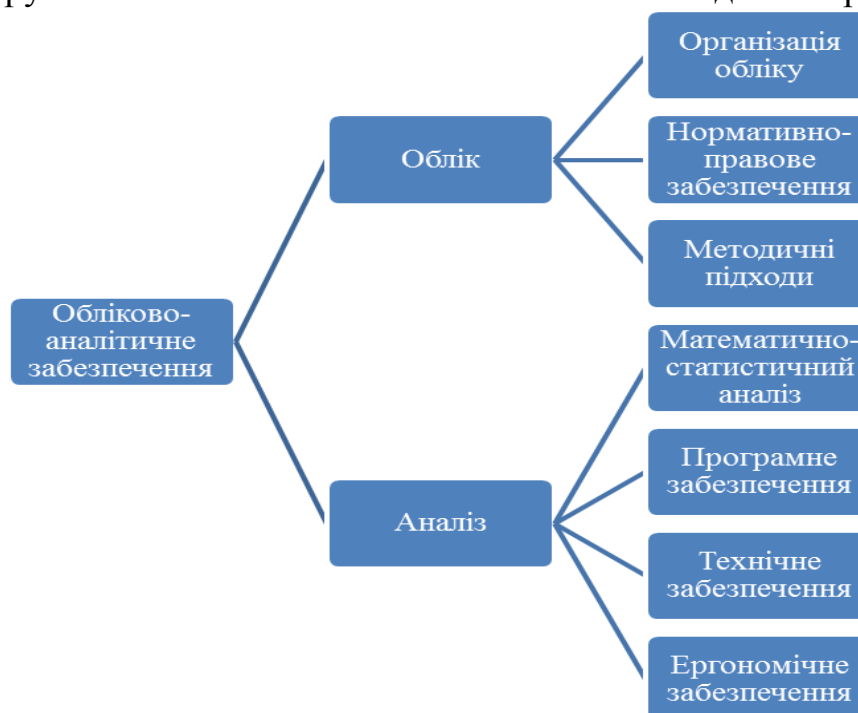 Організація
обліку
Нормативно-
правове
забезпечення
Облік
Методичні
підходи
Обліково-
аналітичне
забезпечення
Математично-
статистичний
аналіз
Програмне
забезпечення
Аналіз
Технічне
забезпечення
Ергономічне
забезпечення